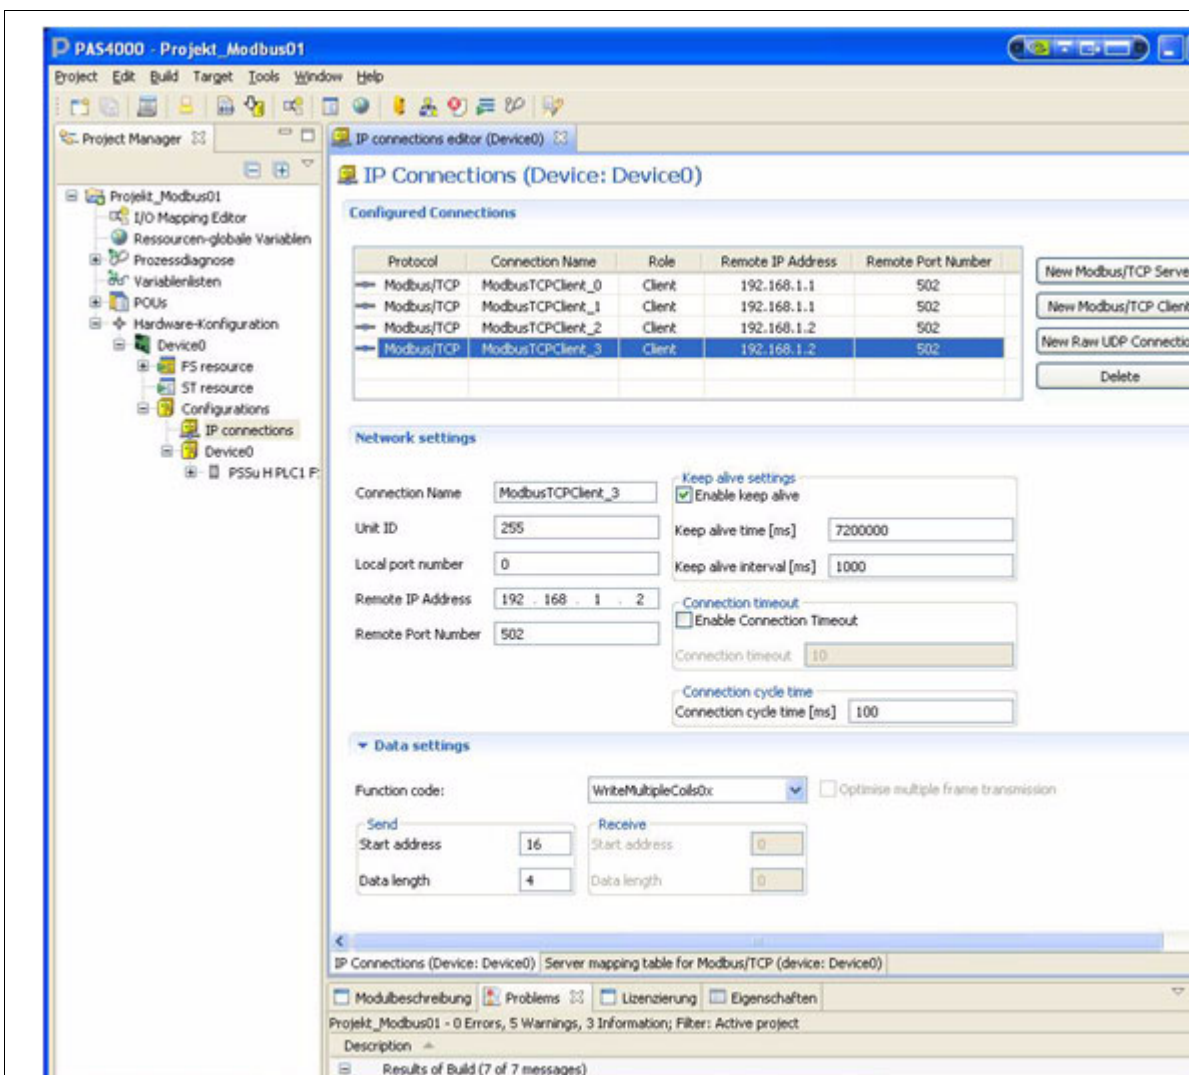 PAS4000 - Projekt_Modbus01
Project Edit Build Target Tools Window Help
Project Manager
Projekt_Modbus01
I/O Mapping Editor
Ressourcen-globale Variablen
Prozessdiagnose
Variablenlisten
POUs
Hardware-Konfiguration
Device0
FS resource
ST resource
Configurations
IP connections
Device0
PSSu H PLC1 F
IP connections editor (Device0)
IP Connections (Device: Device0)
Configured Connections
Protocol Connection Name Role Remote IP Address Remote Port Number
Modbus/TCP ModbusTCPClient_0 Client 192.168.1.1 502
Modbus/TCP ModbusTCPClient_1 Client 192.168.1.1 502
Modbus/TCP ModbusTCPClient_2 Client 192.168.1.2 502
Modbus/TCP ModbusTCPClient_3 Client 192.168.1.2 502
New Modbus/TCP Serve
New Modbus/TCP Client
New Raw UDP Connectio
Delete
Network settings
Connection Name ModbusTCPClient_3
Unit ID 255
Local port number 0
Remote IP Address 192 . 168 . 1 . 2
Remote Port Number 502
Keep alive settings
Enable keep alive
Keep alive time [ms] 7200000
Keep alive interval [ms] 1000
Connection timeout
Enable Connection Timeout
Connection timeout 10
Connection cycle time
Connection cycle time [ms] 100
Data settings
Function code: WriteMultipleCoils0x Optimise multiple frame transmission
Send
Start address 16
Data length 4
Receive
Start address 0
Data length 0
IP Connections (Device: Device0) Server mapping table for Modbus/TCP (device: Device0)
Modulbeschreibung Problems Lizenzierung Eigenschaften
Projekt_Modbus01 - 0 Errors, 5 Warnings, 3 Information; Filter: Active project
Description
Results of Build (7 of 7 messages)